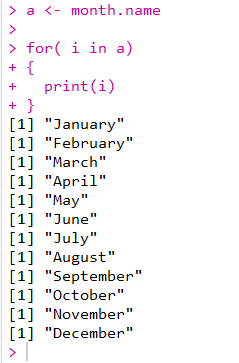 > a <- month.name
>
> for( i in a)
+ {
+   print(i)
+ }
[1] "January"
[1] "February"
[1] "March"
[1] "April"
[1] "May"
[1] "June"
[1] "July"
[1] "August"
[1] "September"
[1] "October"
[1] "November"
[1] "December"
>